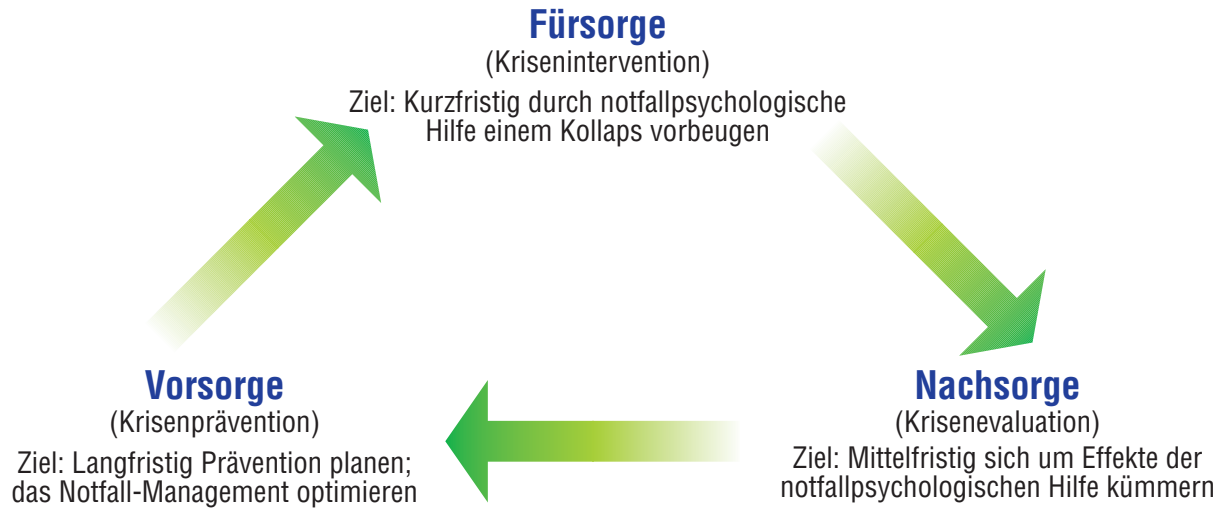 Fürsorge
(Krisenintervention)
Ziel: Kurzfristig durch notfallpsychologische
Hilfe einem Kollaps vorbeugen
Vorsorge
(Krisenprävention)
Ziel: Langfristig Prävention planen;
das Notfall-Management optimieren
Nachsorge
(Krisenevaluation)
Ziel: Mittelfristig sich um Effekte der
notfallpsychologischen Hilfe kümmern